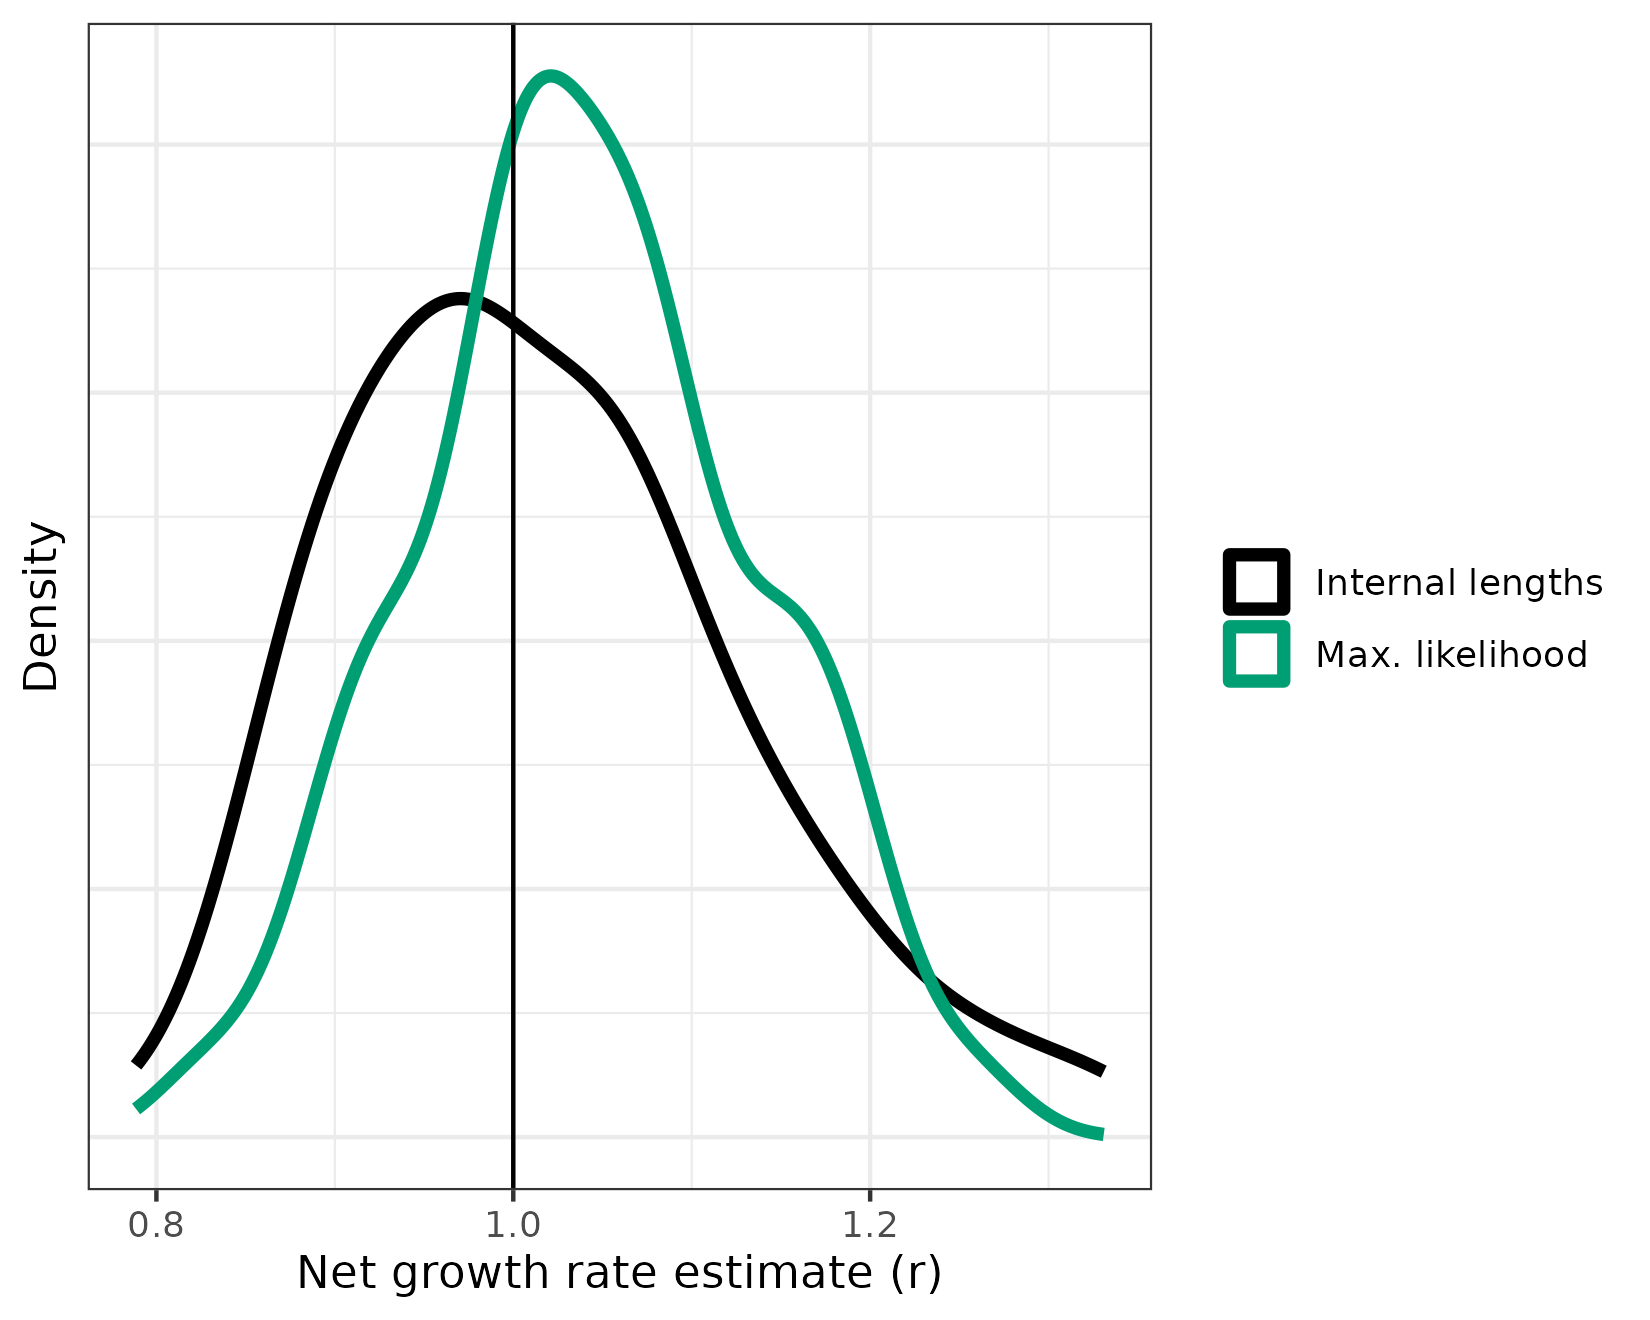 Density
Internal lengths
Max. likelihood
0.8 1.0 1.2
Net growth rate estimate (r)